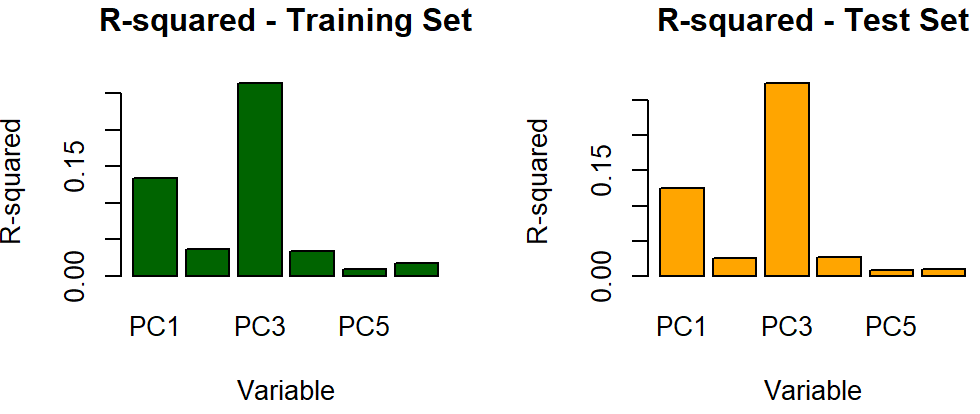 R-squared - Training Set
R-squared
0.15
0.00
PC1 PC3 PC5
Variable
R-squared - Test Set
R-squared
0.15
0.00
PC1 PC3 PC5
Variable